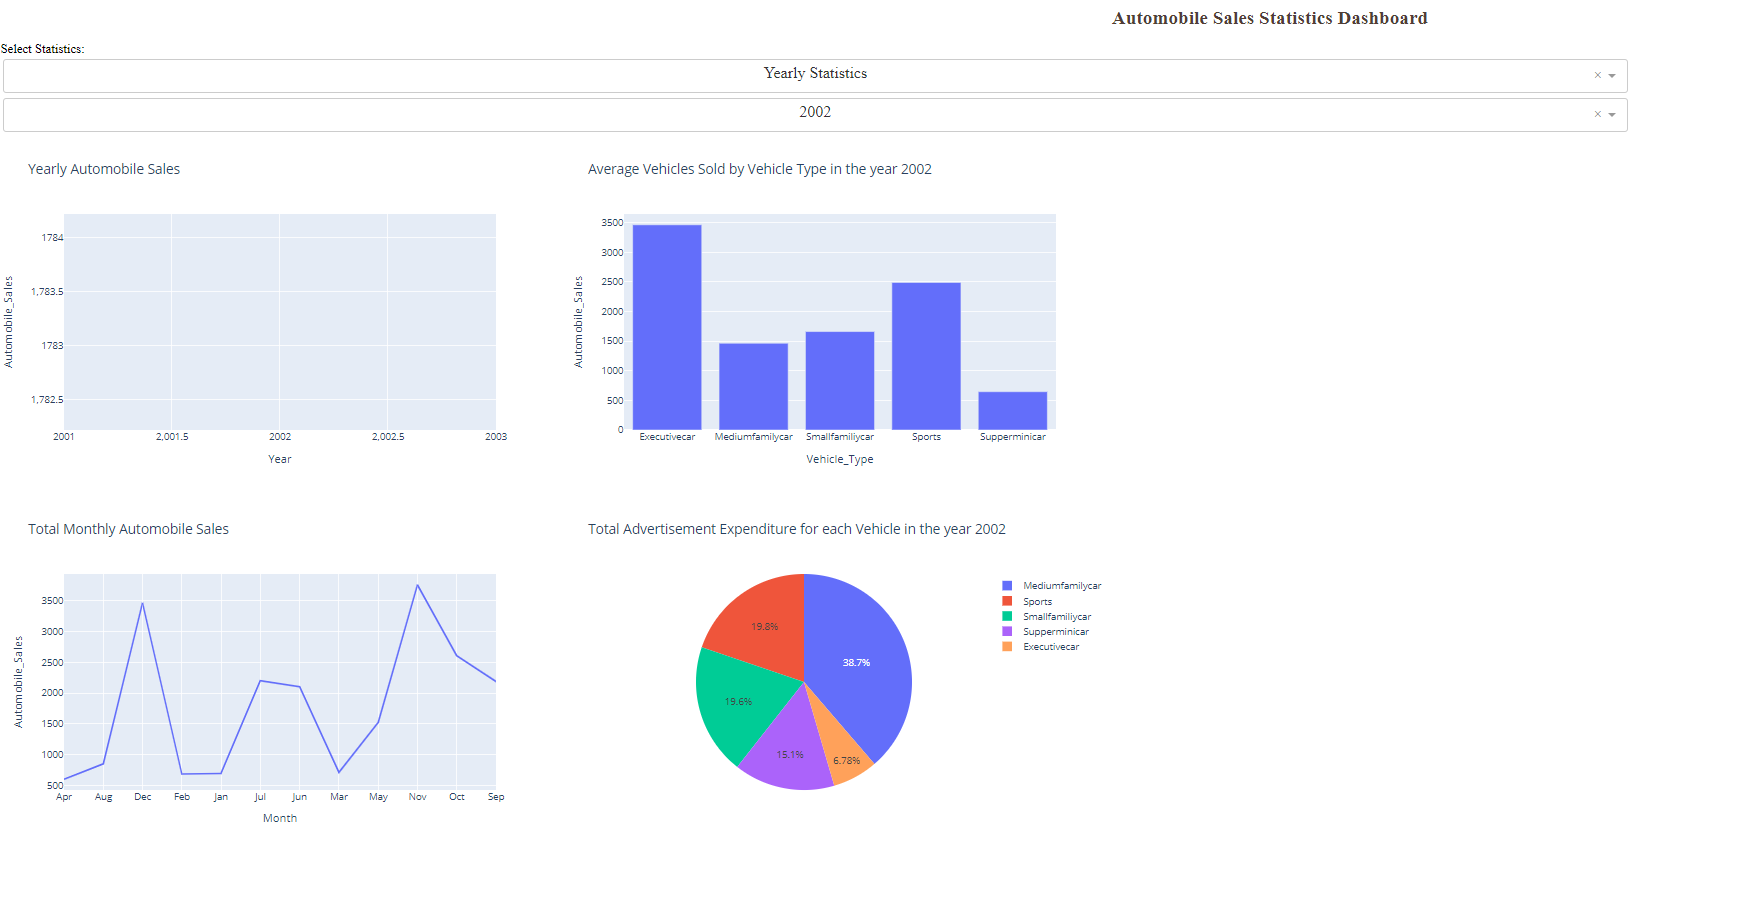 Automobile Sales Statistics Dashboard
Select Statistics:
Yearly Statistics
×
2002
×
Yearly Automobile Sales
Automobile_Sales
1784
1,783.5
1783
1,782.5
2001 2,001.5 2002 2,002.5 2003
Year
Average Vehicles Sold by Vehicle Type in the year 2002
Automobile_Sales
3500
3000
2500
2000
1500
1000
500
0
Executivecar Mediumfamilycar Smallfamiliycar Sports Supperminicar
Vehicle_Type
Total Monthly Automobile Sales
Automobile_Sales
3500
3000
2500
2000
1500
1000
500
Apr Aug Dec Feb Jan Jul Jun Mar May Nov Oct Sep
Month
Total Advertisement Expenditure for each Vehicle in the year 2002
38.7%
19.8%
19.6%
15.1%
6.78%
Mediumfamilycar
Sports
Smallfamiliycar
Supperminicar
Executivecar